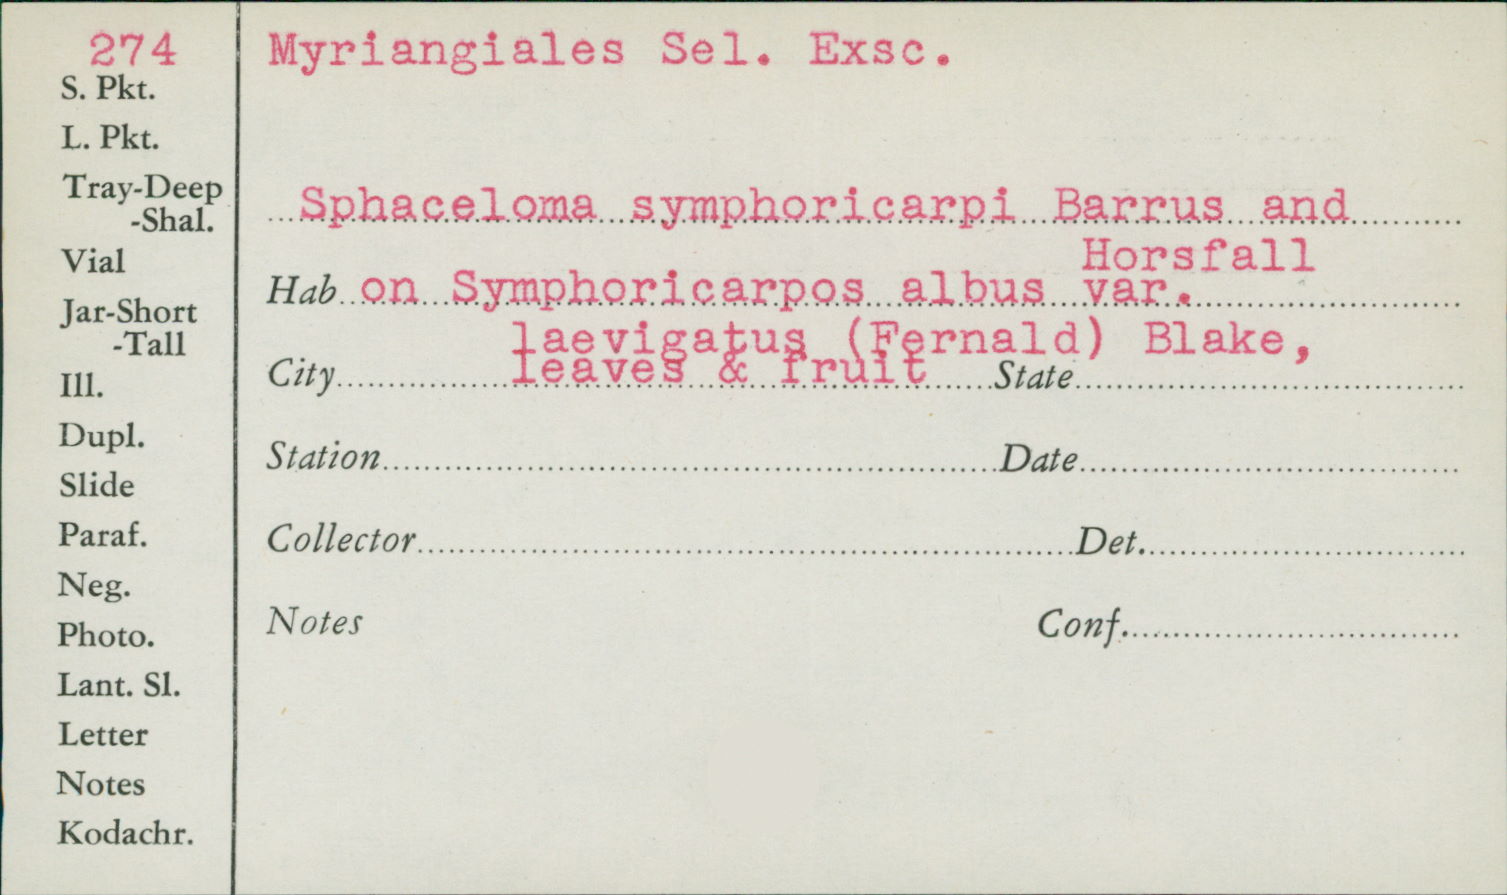 274
S. Pkt.
L. Pkt.
Tray-Deep
-Shal.
Vial
Jar-Short
-Tall
Ill.
Dupl.
Slide
Paraf.
Neg.
Photo.
Lant. Sl.
Letter
Notes
Kodachr.
Myriangiales Sel. Exsc.
Sphaceloma symphoricarpi Barrus and
Horsfall
Hab on Symphoricarpos albus var.
laevigatus (Fernald) Blake,
City leaves & fruit State
Station Date
Collector Det.
Notes Conf.